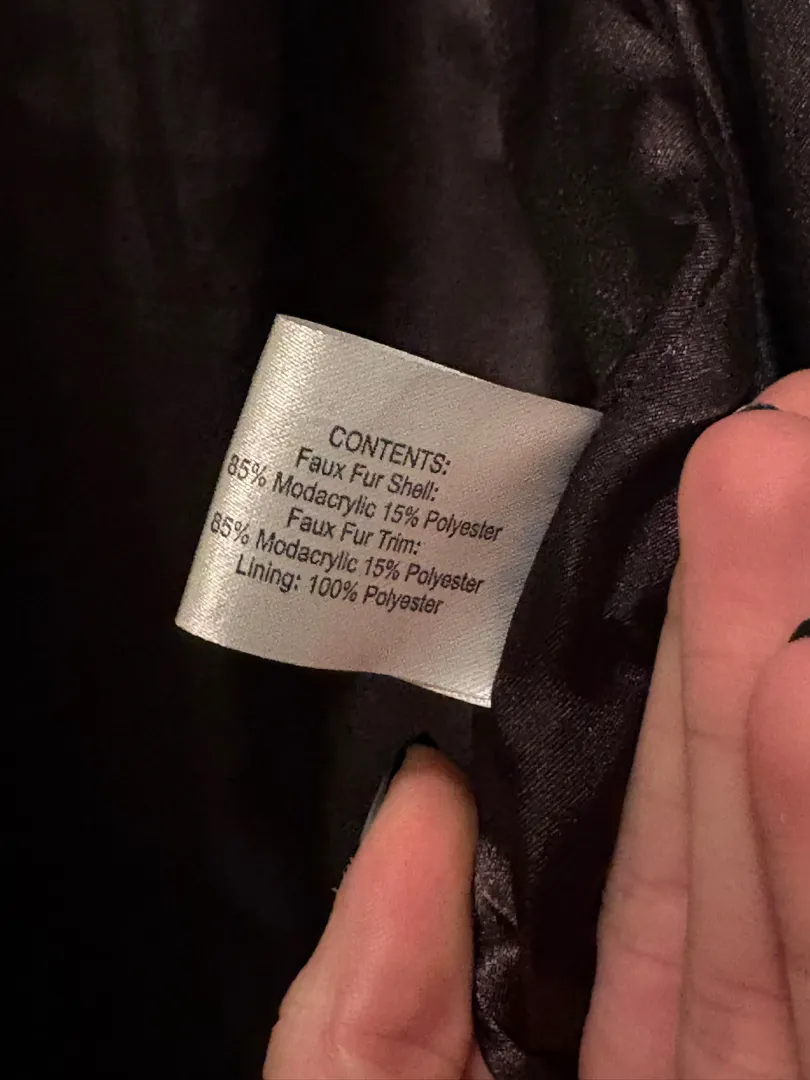 CONTENTS:
Faux Fur Shell:
85% Modacrylic 15% Polyester
Faux Fur Trim:
85% Modacrylic 15% Polyester
Lining: 100% Polyester